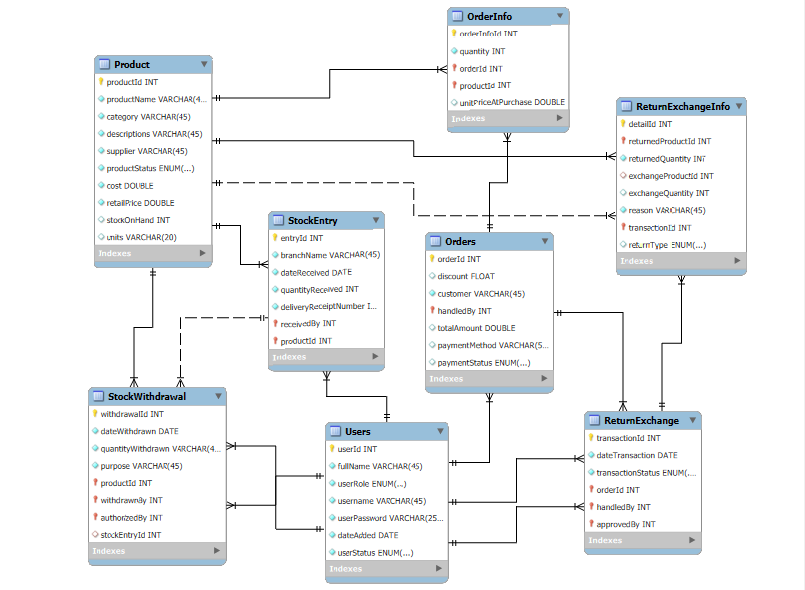 OrderInfo
orderInfoId INT
quantity INT
orderId INT
productId INT
unitPriceAtPurchase DOUBLE
Indexes
Product
productId INT
productName VARCHAR(4...
category VARCHAR(45)
descriptions VARCHAR(45)
supplier VARCHAR(45)
productStatus ENUM(...)
cost DOUBLE
retailPrice DOUBLE
stockOnHand INT
units VARCHAR(20)
Indexes
ReturnExchangeInfo
detailId INT
returnedProductId INT
returnedQuantity INT
exchangeProductId INT
exchangeQuantity INT
reason VARCHAR(45)
transactionId INT
returnType ENUM(...)
Indexes
StockEntry
entryId INT
branchName VARCHAR(45)
dateReceived DATE
quantityReceived INT
deliveryReceiptNumber I...
receivedBy INT
productId INT
Indexes
Orders
orderId INT
discount FLOAT
customer VARCHAR(45)
handledBy INT
totalAmount DOUBLE
paymentMethod VARCHAR(5...
paymentStatus ENUM(...)
Indexes
StockWithdrawal
withdrawalId INT
dateWithdrawn DATE
quantityWithdrawn VARCHAR(4...
purpose VARCHAR(45)
productId INT
withdrawnBy INT
authorizedBy INT
stockEntryId INT
Indexes
Users
userId INT
fullName VARCHAR(45)
userRole ENUM(...)
username VARCHAR(45)
userPassword VARCHAR(25...
dateAdded DATE
userStatus ENUM(...)
Indexes
ReturnExchange
transactionId INT
dateTransaction DATE
transactionStatus ENUM(...
orderId INT
handledBy INT
approvedBy INT
Indexes